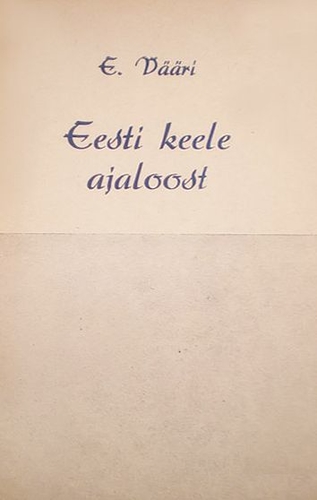 E. Vääri
Eesti keele
ajaloost